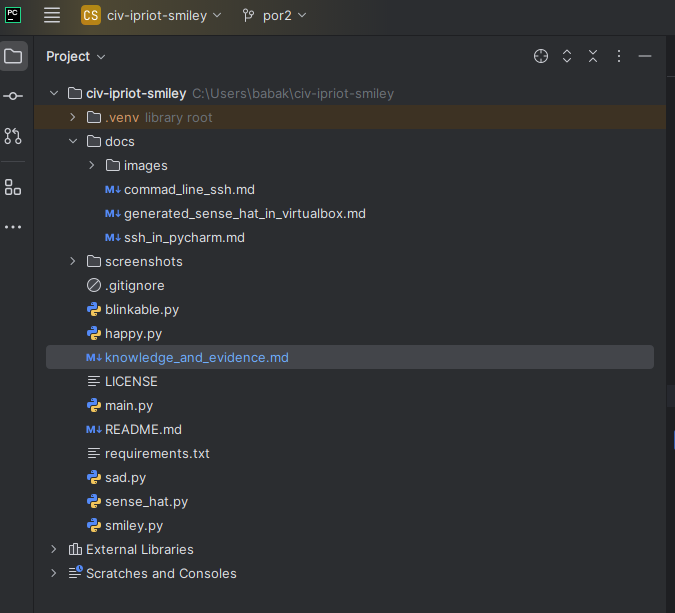 PC
CS civ-ipriot-smiley por2
Project
civ-ipriot-smiley C:\Users\babak\civ-ipriot-smiley
.venv library root
docs
images
M↓ commad_line_ssh.md
M↓ generated_sense_hat_in_virtualbox.md
M↓ ssh_in_pycharm.md
screenshots
.gitignore
blinkable.py
happy.py
M↓ knowledge_and_evidence.md
LICENSE
main.py
M↓ README.md
requirements.txt
sad.py
sense_hat.py
smiley.py
External Libraries
Scratches and Consoles